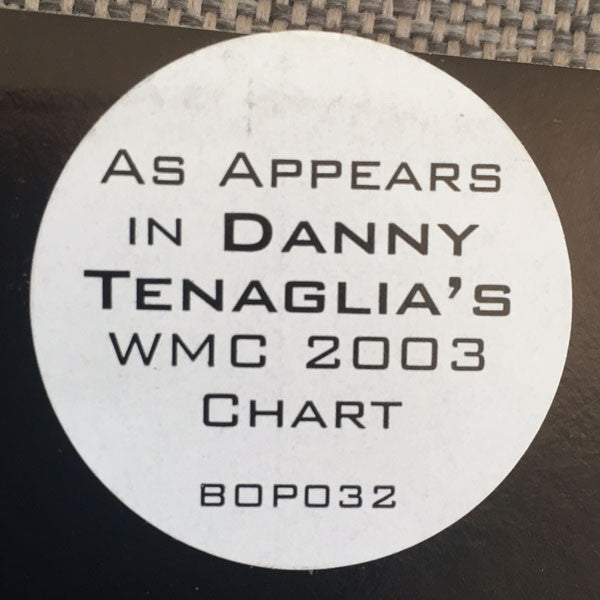 As Appears
in Danny
Tenaglia's
WMC 2003
Chart
BOP032